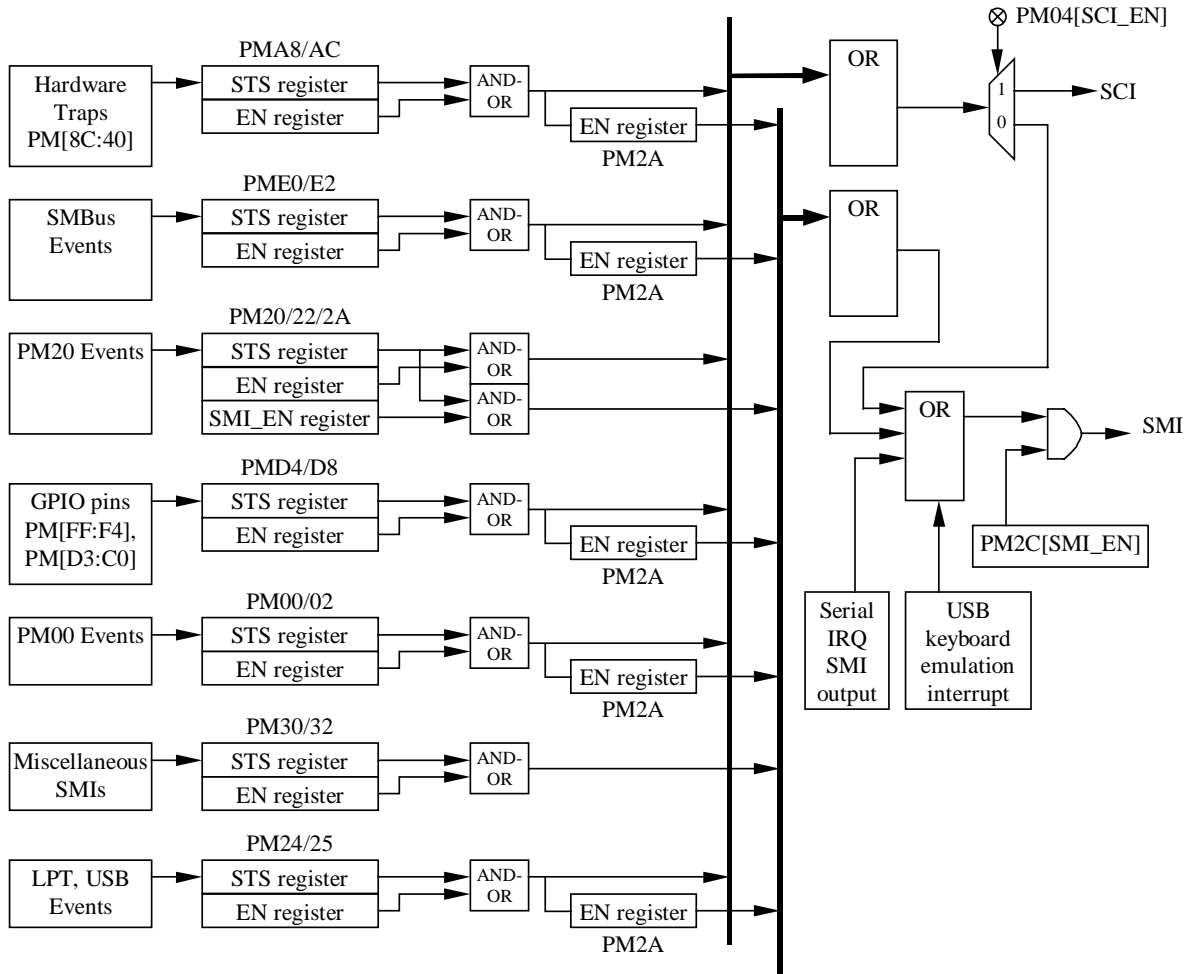 PMA8/AC
Hardware
Traps
PM[8C:40]
STS register
EN register
AND-
OR
EN register
PM2A
PME0/E2
SMBus
Events
STS register
EN register
AND-
OR
EN register
PM2A
PM20/22/2A
PM20 Events
STS register
EN register
SMI_EN register
AND-
OR
AND-
OR
PMD4/D8
GPIO pins
PM[FF:F4],
PM[D3:C0]
STS register
EN register
AND-
OR
EN register
PM2A
PM00/02
PM00 Events
STS register
EN register
AND-
OR
EN register
PM2A
PM30/32
Miscellaneous
SMIs
STS register
EN register
AND-
OR
PM24/25
LPT, USB
Events
STS register
EN register
AND-
OR
EN register
PM2A
OR
PM04[SCI_EN]
1
0
SCI
OR
OR
SMI
PM2C[SMI_EN]
Serial
IRQ
SMI
output
USB
keyboard
emulation
interrupt